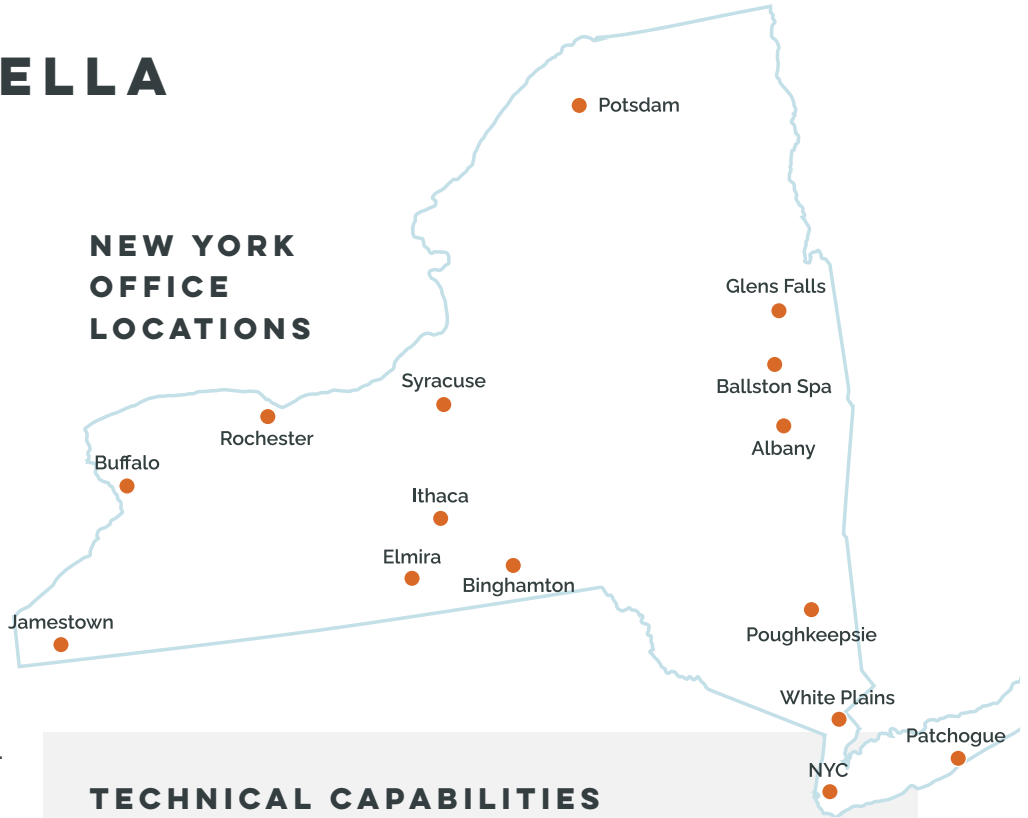 ELLA
Potsdam
NEW YORK
OFFICE
LOCATIONS
Glens Falls
Syracuse
Ballston Spa
Rochester
Albany
Buffalo
Ithaca
Elmira
Binghamton
Jamestown
Poughkeepsie
White Plains
Patchogue
NYC
TECHNICAL CAPABILITIES